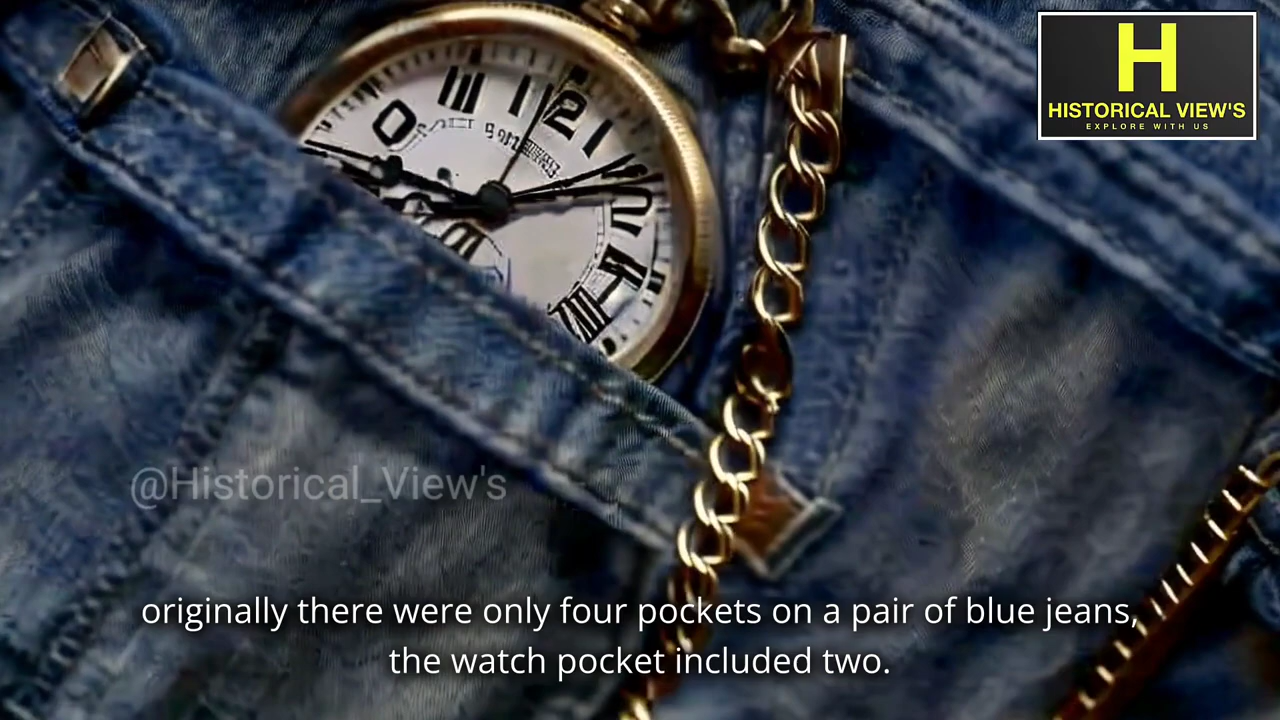 H
HISTORICAL VIEW'S
EXPLORE WITH US
@Historical_View's
originally there were only four pockets on a pair of blue jeans,
the watch pocket included two.